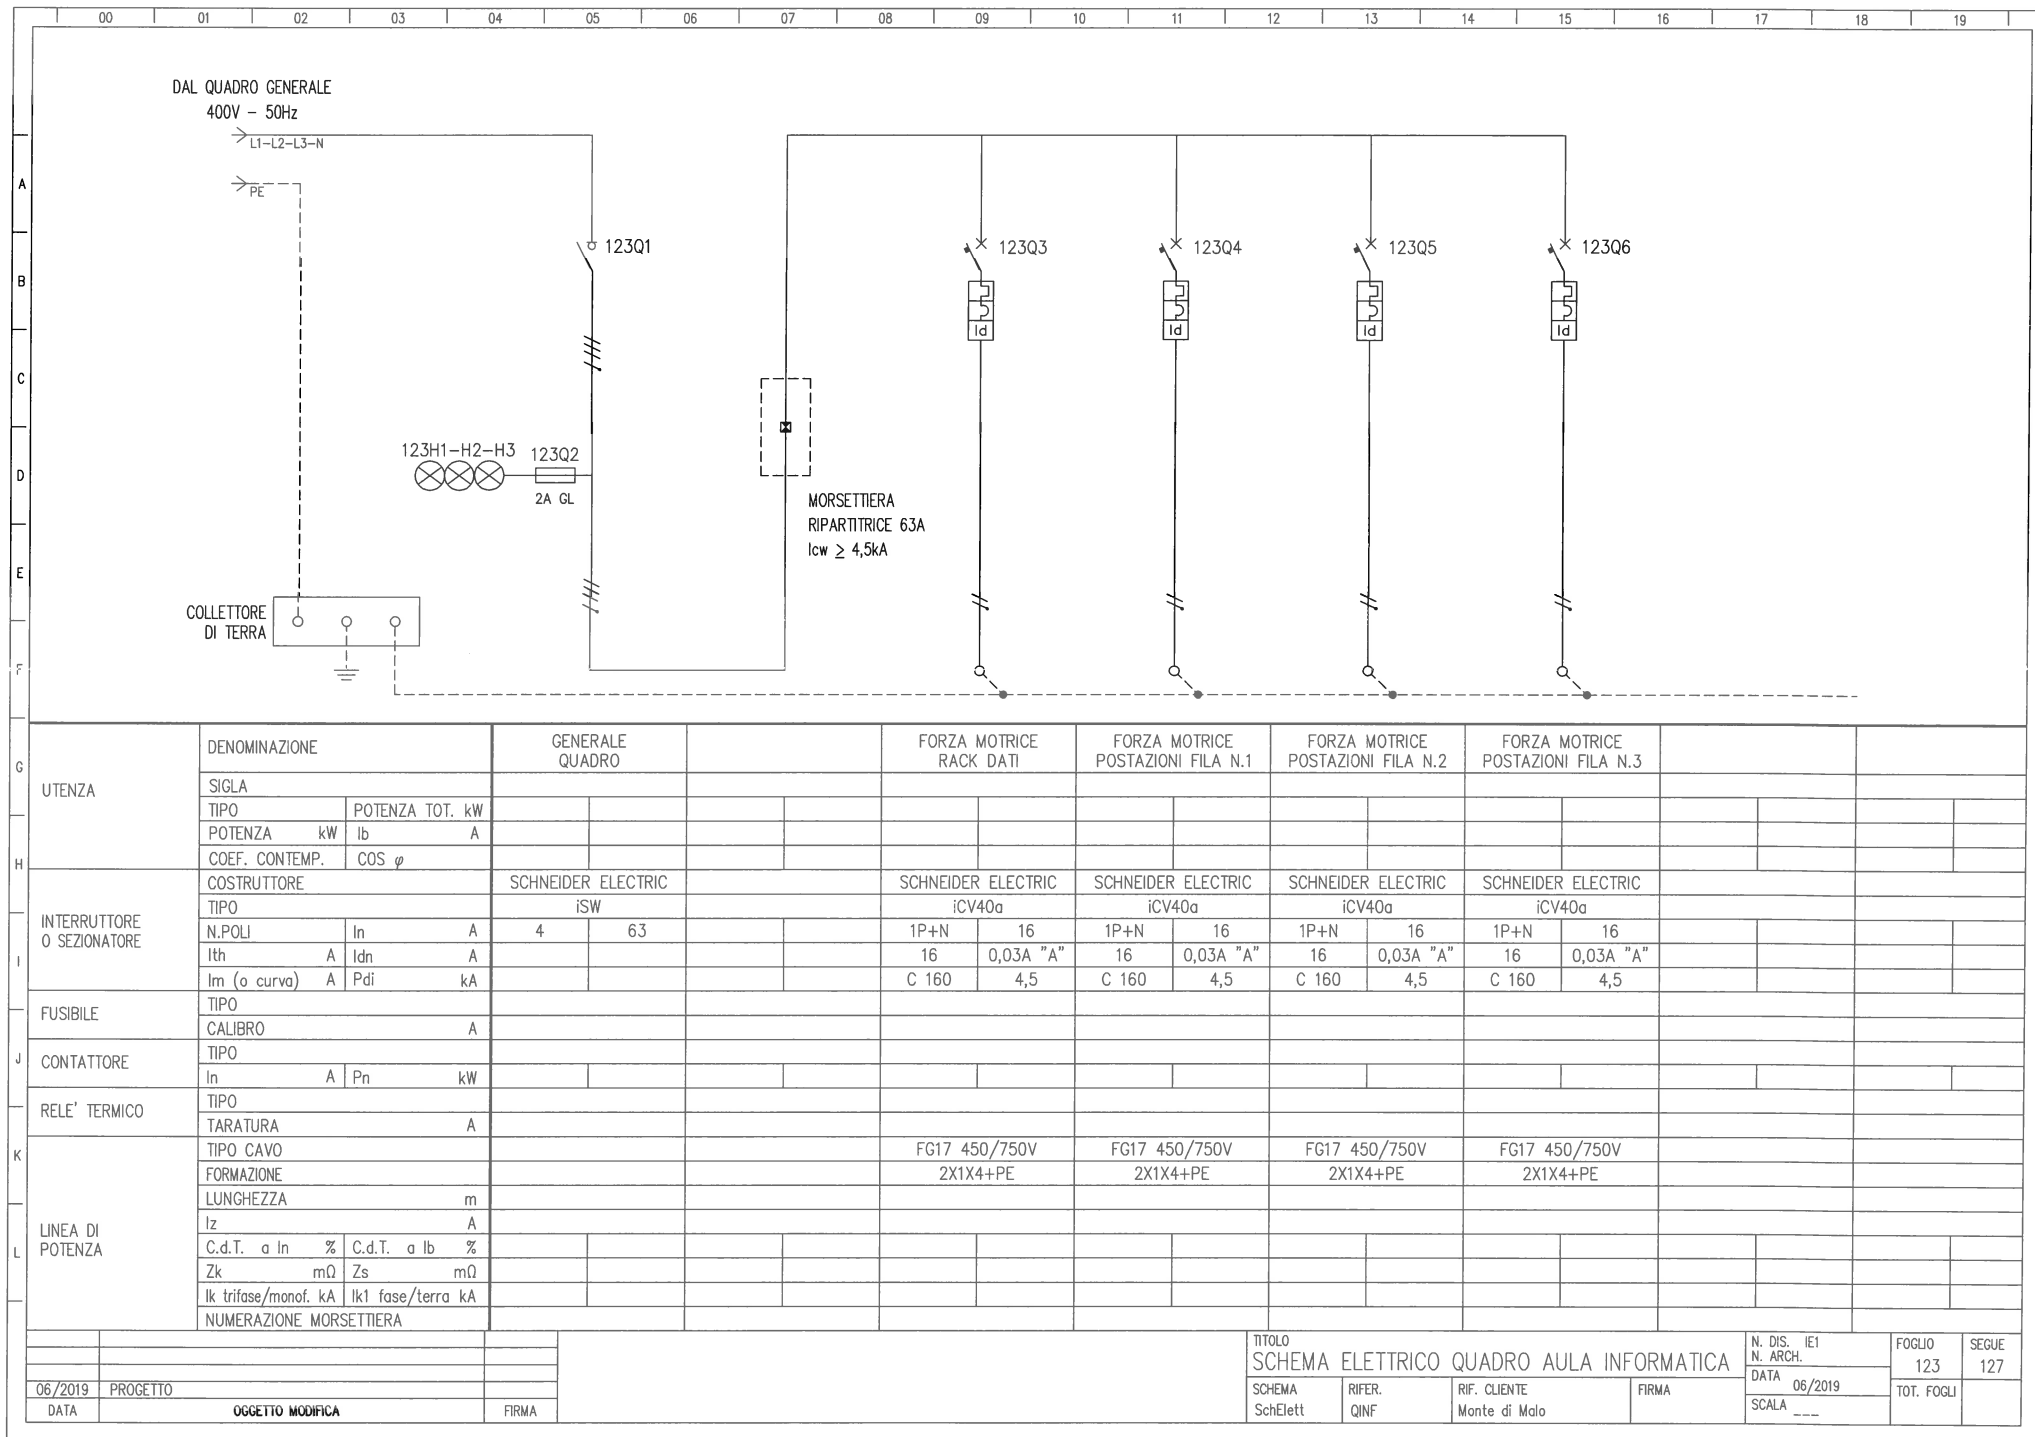 00 01 02 03 04 05 06 07 08 09 10 11 12 13 14 15 16 17 18 19
DAL QUADRO GENERALE
400V – 50Hz
L1-L2-L3-N
A
PE
123Q1 123Q3 123Q4 123Q5 123Q6
B
Id Id Id Id
C
123H1-H2-H3 123Q2
D
2A GL
MORSETTIERA
RIPARTITRICE 63A
Icw ≥ 4,5kA
E
COLLETTORE
DI TERRA
F
G
UTENZA
DENOMINAZIONE
GENERALE
QUADRO
FORZA MOTRICE
RACK DATI
FORZA MOTRICE
POSTAZIONI FILA N.1
FORZA MOTRICE
POSTAZIONI FILA N.2
FORZA MOTRICE
POSTAZIONI FILA N.3
SIGLA
TIPO POTENZA TOT. kW
POTENZA kW Ib A
H
COEF. CONTEMP. COS φ
INTERRUTTORE
O SEZIONATORE
COSTRUTTORE SCHNEIDER ELECTRIC SCHNEIDER ELECTRIC SCHNEIDER ELECTRIC SCHNEIDER ELECTRIC SCHNEIDER ELECTRIC
TIPO iSW iCV40a iCV40a iCV40a iCV40a
N.POLI In A 4 63 1P+N 16 1P+N 16 1P+N 16 1P+N 16
I
Ith A Idn A 16 0,03A "A" 16 0,03A "A" 16 0,03A "A" 16 0,03A "A"
Im (o curva) A Pdi kA C 160 4,5 C 160 4,5 C 160 4,5 C 160 4,5
FUSIBILE
TIPO
CALIBRO A
J
CONTATTORE
TIPO
In A Pn kW
RELE' TERMICO
TIPO
TARATURA A
K
LINEA DI
POTENZA
TIPO CAVO FG17 450/750V FG17 450/750V FG17 450/750V FG17 450/750V
FORMAZIONE 2X1X4+PE 2X1X4+PE 2X1X4+PE 2X1X4+PE
LUNGHEZZA m
Iz A
L
C.d.T. a In % C.d.T. a Ib %
Zk mΩ Zs mΩ
Ik trifase/monof. kA Ik1 fase/terra kA
NUMERAZIONE MORSETTIERA
06/2019 PROGETTO
DATA OGGETTO MODIFICA FIRMA
TITOLO
SCHEMA ELETTRICO QUADRO AULA INFORMATICA
SCHEMA
SchElett
RIFER.
QINF
RIF. CLIENTE
Monte di Malo
FIRMA
N. DIS. IE1
N. ARCH.
DATA
06/2019
SCALA ---
FOGLIO
123
SEGUE
127
TOT. FOGLI